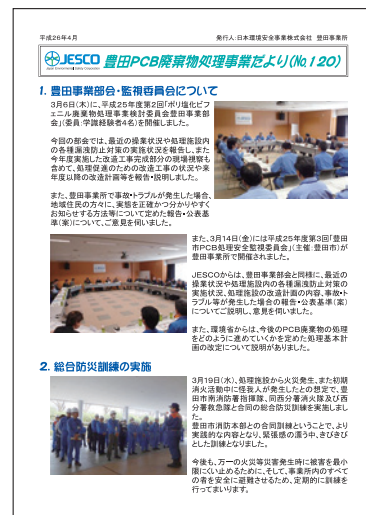 平成26年4月
発行人:日本環境安全事業株式会社 豊田事業所
JESCO
豊田PCB廃棄物処理事業だより(No.120)
1. 豊田事業部会・監視委員会について
3月6日(木)に、平成25年度第2回「ポリ塩化ビフ
ェニル廃棄物処理事業検討委員会豊田事業部
会」(委員:学識経験者4名)を開催しました。
今回の部会では、最近の操業状況や処理施設内
の各種漏洩防止対策の実施状況を報告し、また
今年度実施した改造工事完成部分の現場視察も
含めて、処理促進のための改造工事の状況や来
年度以降の改造計画等を報告・説明しました。
また、豊田事業所で事故・トラブルが発生した場合、
地域住民の方々に、実態を正確かつ分かりやすく
お知らせする方法等について定めた報告・公表基
準(案)について、ご意見を伺いました。
また、3月14日(金)には平成25年度第3回「豊田
市PCB処理安全監視委員会」(主催:豊田市)が
豊田事業所で開催されました。
JESCOからは、豊田事業部会と同様に、最近の
操業状況や処理施設内の各種漏洩防止対策の
実施状況、処理施設の改造計画の内容、事故・ト
ラブル等が発生した場合の報告・公表基準(案)
についてご説明し、意見を伺いました。
また、環境省からは、今後のPCB廃棄物の処理
をどのように進めていくかを定めた処理基本計
画の改定について説明がありました。
2. 総合防災訓練の実施
3月19日(水)、処理施設から火災発生、また初期
消火活動中に怪我人が発生したとの想定で、豊
田市南消防署指揮隊、同西分署消火隊及び西
分署救急隊と合同の総合防災訓練を実施しまし
た。
豊田市消防本部との合同訓練ということで、より
実践的な内容となり、緊張感の漂う中、きびきび
とした訓練となりました。
今後も、万一の火災等災害発生時に被害を最小
限にくい止めるために、そして、事業所内のすべて
の者を安全に避難させるため、定期的に訓練を
行ってまいります。